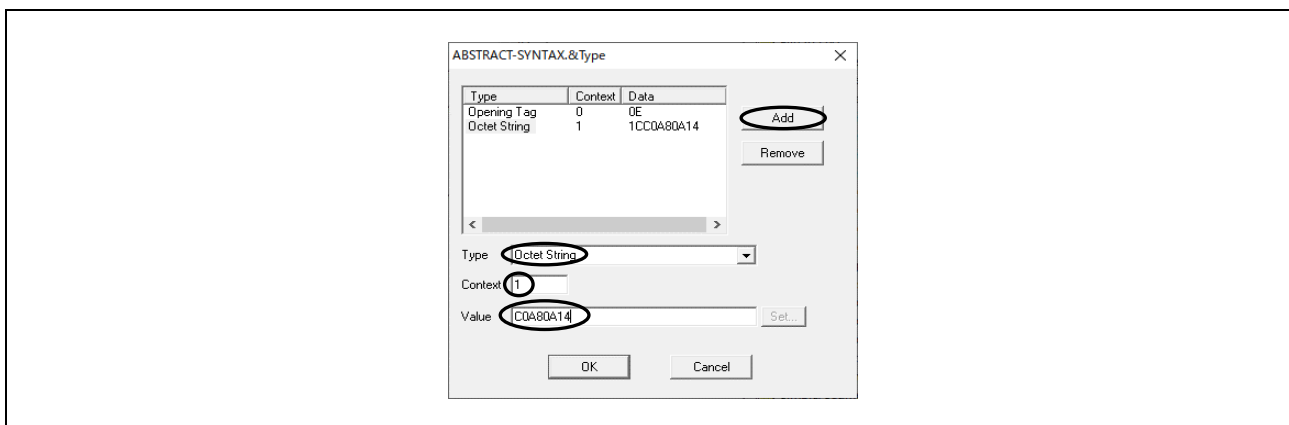 ABSTRACT-SYNTAX.&Type
Type Context Data
Opening Tag 0 0E
Octet String 1 1CC0A80A14
Add
Remove
Type Octet String
Context 1
Value C0A80A14 Set...
OK Cancel